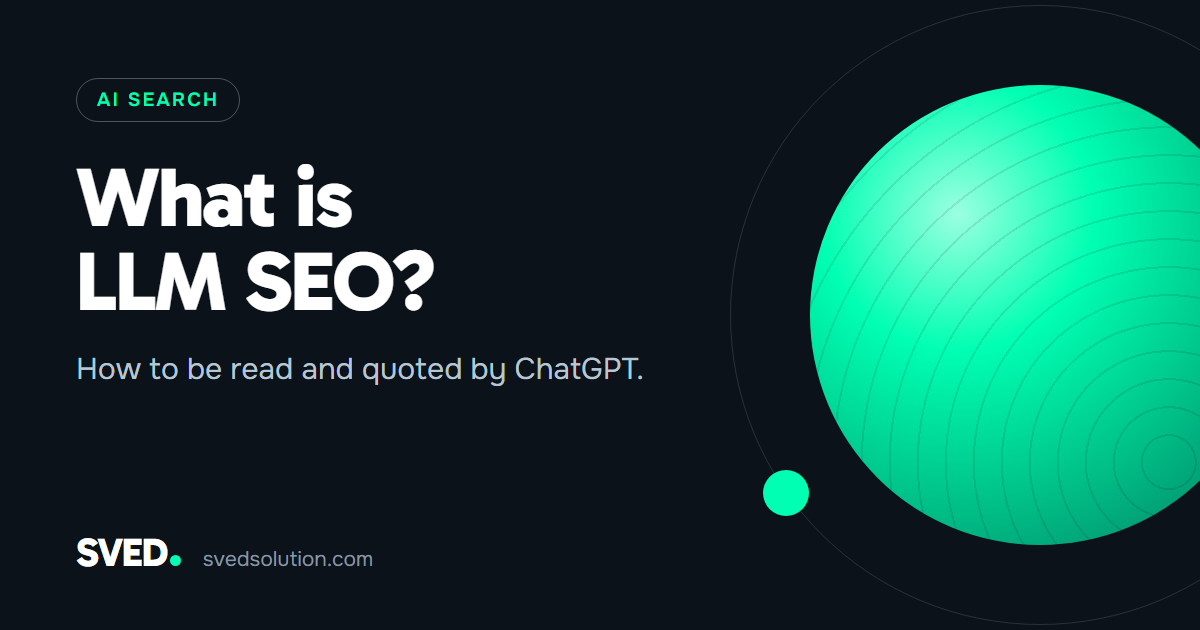 AI SEARCH
What is
LLM SEO?
How to be read and quoted by ChatGPT.
SVED. svedsolution.com